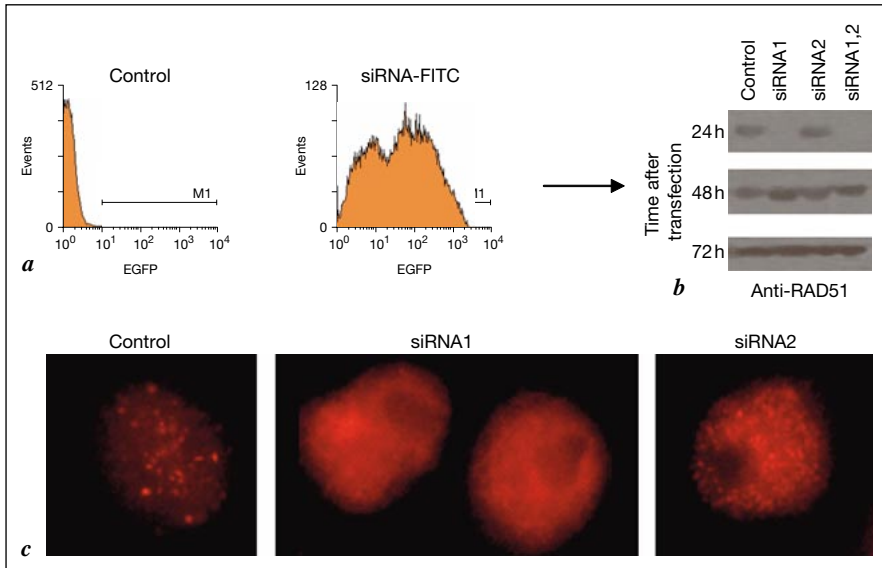 Control
512
Events
0
M1
10⁰ 10¹ 10² 10³ 10⁴
EGFP
a
siRNA-FITC
128
Events
0
I1
10⁰ 10¹ 10² 10³ 10⁴
EGFP
Control
siRNA1
siRNA2
siRNA1,2
Time after
transfection
24 h
48 h
72 h
b
Anti-RAD51
Control
siRNA1
siRNA2
c